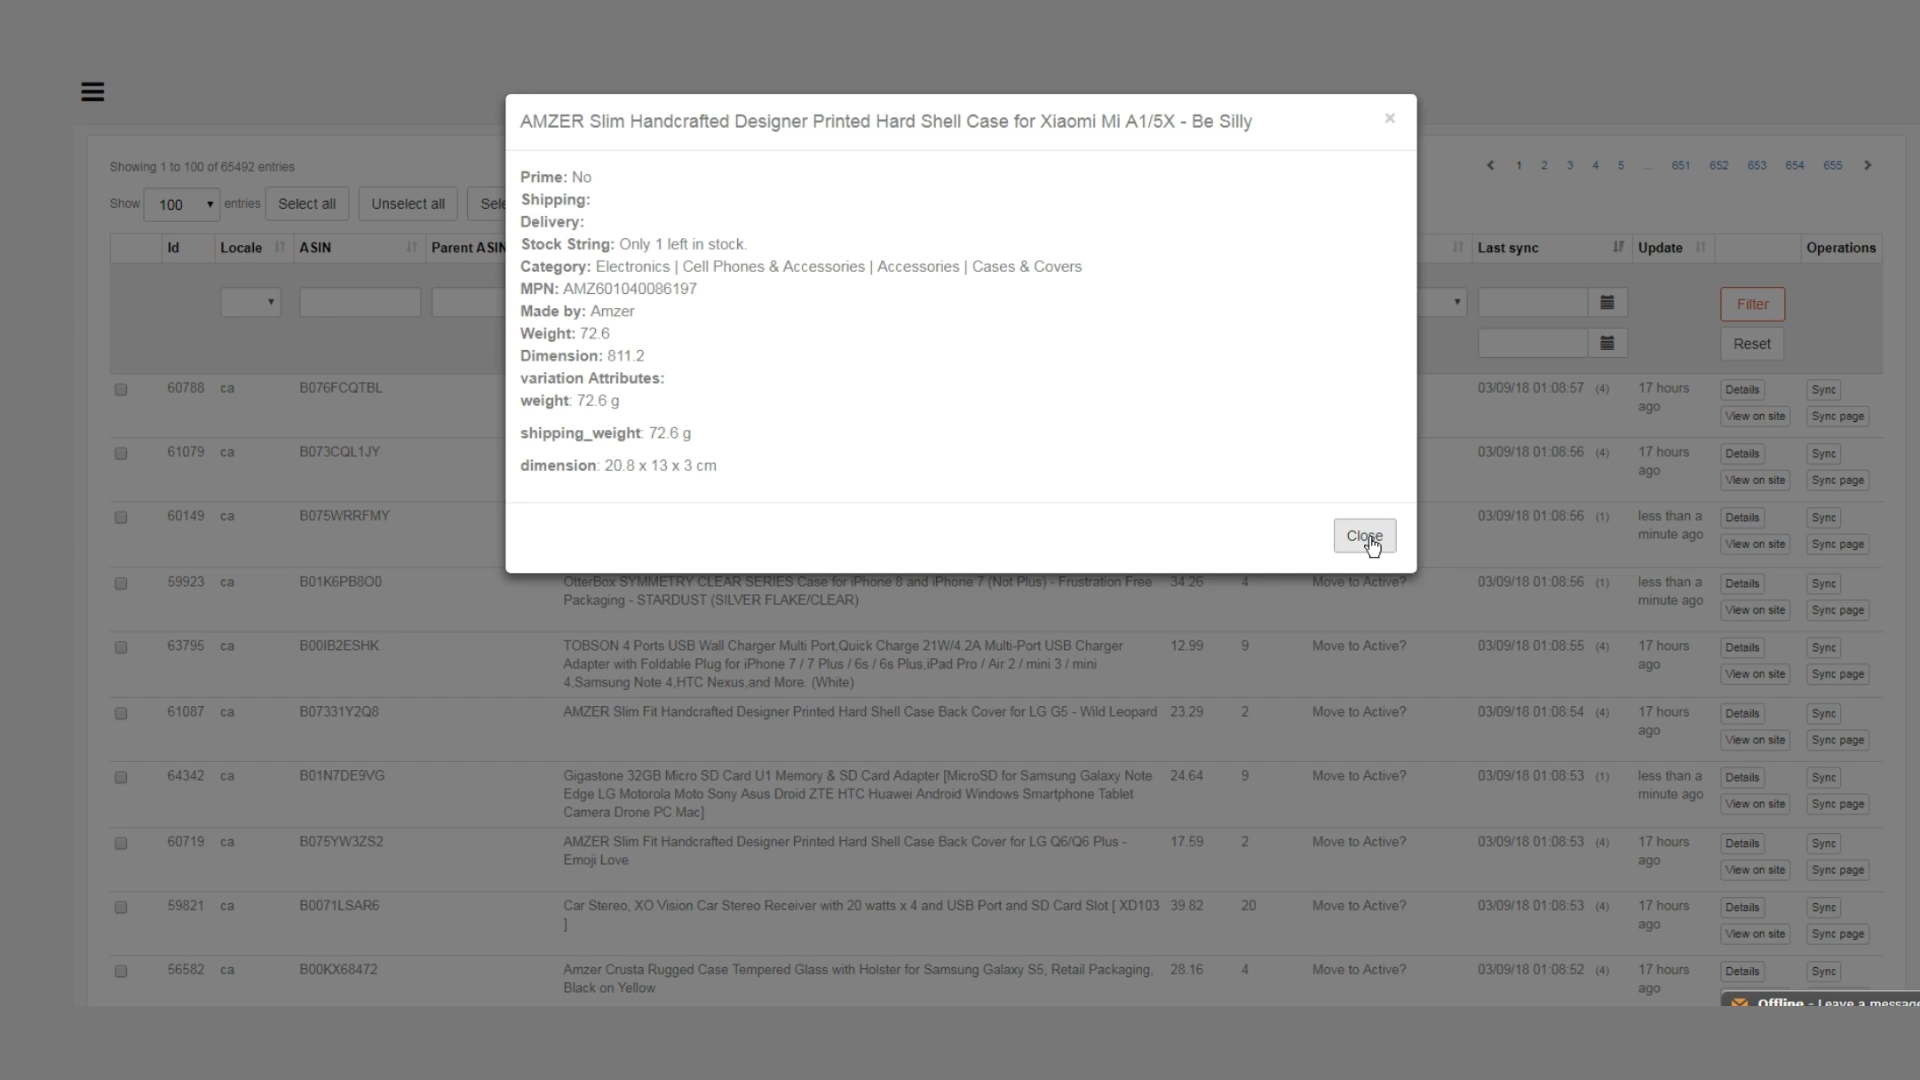 AMZER Slim Handcrafted Designer Printed Hard Shell Case for Xiaomi Mi A1/5X - Be Silly
×
Prime: No
Shipping:
Delivery:
Stock String: Only 1 left in stock.
Category: Electronics | Cell Phones & Accessories | Accessories | Cases & Covers
MPN: AMZ601040086197
Made by: Amzer
Weight: 72.6
Dimension: 811.2
variation Attributes:
weight: 72.6 g
shipping_weight: 72.6 g
dimension: 20.8 x 13 x 3 cm
Close
Showing 1 to 100 of 65492 entries
1 2 3 4 5 ... 651 652 653 654 655
Show 100 entries Select all Unselect all
Id Locale ASIN Parent ASIN Last sync Update Operations
Filter
Reset
60788 ca B076FCQTBL 03/09/18 01:08:57 (4) 17 hours ago Details Sync
View on site Sync page
61079 ca B073CQL1JY 03/09/18 01:08:56 (4) 17 hours ago Details Sync
View on site Sync page
60149 ca B075WRRFMY 03/09/18 01:08:56 (1) less than a minute ago Details Sync
View on site Sync page
59923 ca B01K6PB8O0 OtterBox SYMMETRY CLEAR SERIES Case for iPhone 8 and iPhone 7 (Not Plus) - Frustration Free 34.26 4 Move to Active? 03/09/18 01:08:56 (1) less than a minute ago Details Sync
Packaging - STARDUST (SILVER FLAKE/CLEAR) View on site Sync page
63795 ca B00IB2ESHK TOBSON 4 Ports USB Wall Charger Multi Port,Quick Charge 21W/4.2A Multi-Port USB Charger 12.99 9 Move to Active? 03/09/18 01:08:55 (4) 17 hours ago Details Sync
Adapter with Foldable Plug for iPhone 7 / 7 Plus / 6s / 6s Plus,iPad Pro / Air 2 / mini 3 / mini View on site Sync page
4,Samsung Note 4,HTC Nexus,and More. (White)
61087 ca B07331Y2Q8 AMZER Slim Fit Handcrafted Designer Printed Hard Shell Case Back Cover for LG G5 - Wild Leopard 23.29 2 Move to Active? 03/09/18 01:08:54 (4) 17 hours ago Details Sync
View on site Sync page
64342 ca B01N7DE9VG Gigastone 32GB Micro SD Card U1 Memory & SD Card Adapter [MicroSD for Samsung Galaxy Note 24.64 9 Move to Active? 03/09/18 01:08:53 (1) less than a minute ago Details Sync
Edge LG Motorola Moto Sony Asus Droid ZTE HTC Huawei Android Windows Smartphone Tablet View on site Sync page
Camera Drone PC Mac]
60719 ca B075YW3ZS2 AMZER Slim Fit Handcrafted Designer Printed Hard Shell Case Back Cover for LG Q6/Q6 Plus - 17.59 2 Move to Active? 03/09/18 01:08:53 (4) 17 hours ago Details Sync
Emoji Love View on site Sync page
59821 ca B0071LSAR6 Car Stereo, XO Vision Car Stereo Receiver with 20 watts x 4 and USB Port and SD Card Slot [ XD103 39.82 20 Move to Active? 03/09/18 01:08:53 (4) 17 hours ago Details Sync
] View on site Sync page
56582 ca B00KX68472 Amzer Crusta Rugged Case Tempered Glass with Holster for Samsung Galaxy S5, Retail Packaging, 28.16 4 Move to Active? 03/09/18 01:08:52 (4) 17 hours ago Details Sync
Black on Yellow
Offline - Leave a message